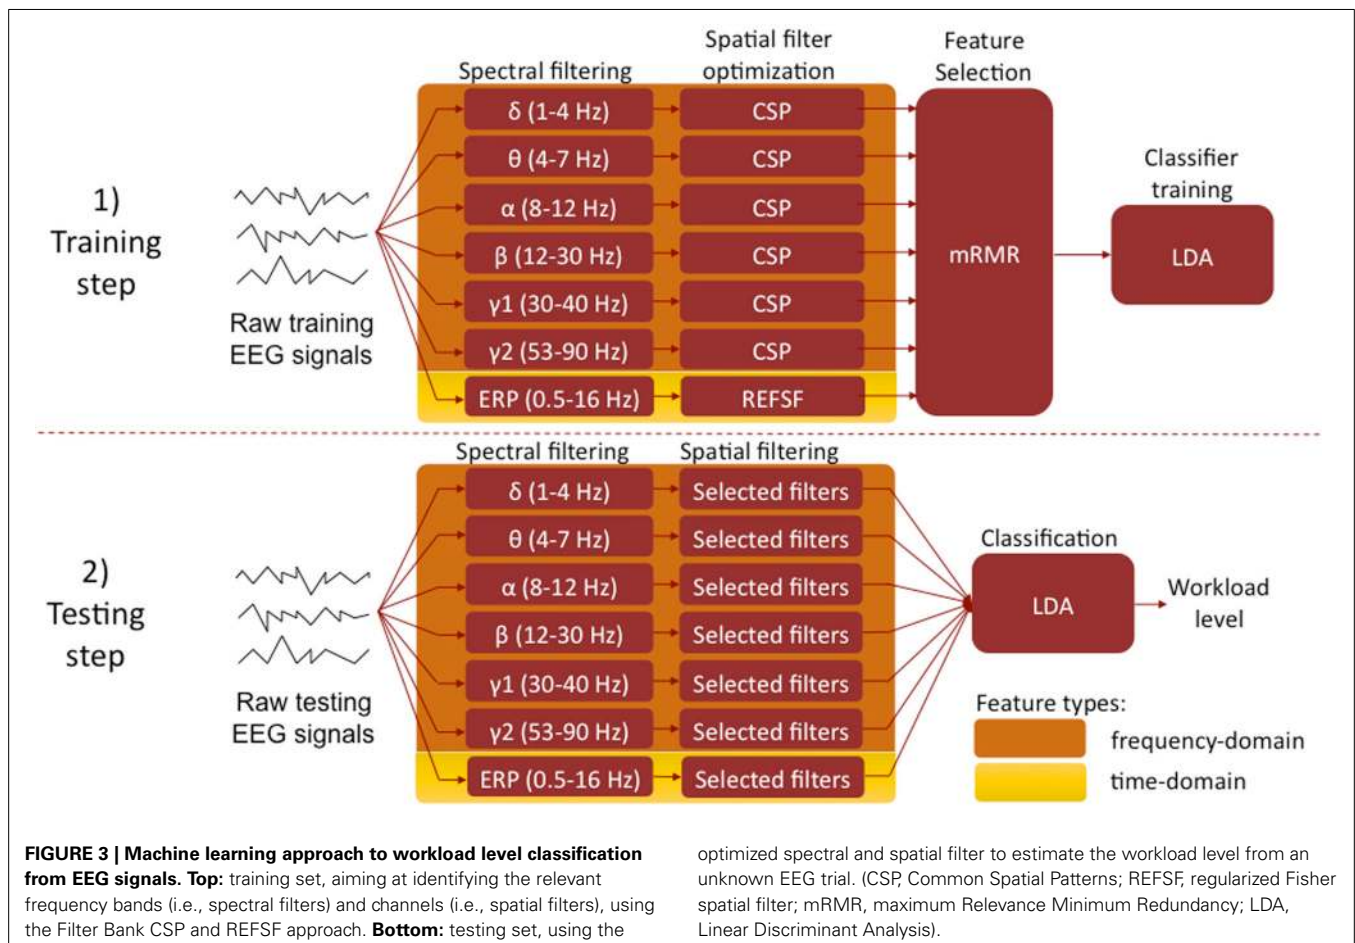 Spectral filtering
Spatial filter
optimization
Feature
Selection
1)
Training
step
Raw training
EEG signals
δ (1-4 Hz)
CSP
θ (4-7 Hz)
CSP
α (8-12 Hz)
CSP
β (12-30 Hz)
CSP
γ1 (30-40 Hz)
CSP
γ2 (53-90 Hz)
CSP
ERP (0.5-16 Hz)
REFSF
mRMR
Classifier
training
LDA
Spectral filtering
Spatial filtering
2)
Testing
step
Raw testing
EEG signals
δ (1-4 Hz)
Selected filters
θ (4-7 Hz)
Selected filters
α (8-12 Hz)
Selected filters
β (12-30 Hz)
Selected filters
γ1 (30-40 Hz)
Selected filters
γ2 (53-90 Hz)
Selected filters
ERP (0.5-16 Hz)
Selected filters
Classification
LDA
Workload
level
Feature types:
frequency-domain
time-domain
FIGURE 3 | Machine learning approach to workload level classification
from EEG signals. Top: training set, aiming at identifying the relevant
frequency bands (i.e., spectral filters) and channels (i.e., spatial filters), using
the Filter Bank CSP and REFSF approach. Bottom: testing set, using the
optimized spectral and spatial filter to estimate the workload level from an
unknown EEG trial. (CSP, Common Spatial Patterns; REFSF, regularized Fisher
spatial filter; mRMR, maximum Relevance Minimum Redundancy; LDA,
Linear Discriminant Analysis).